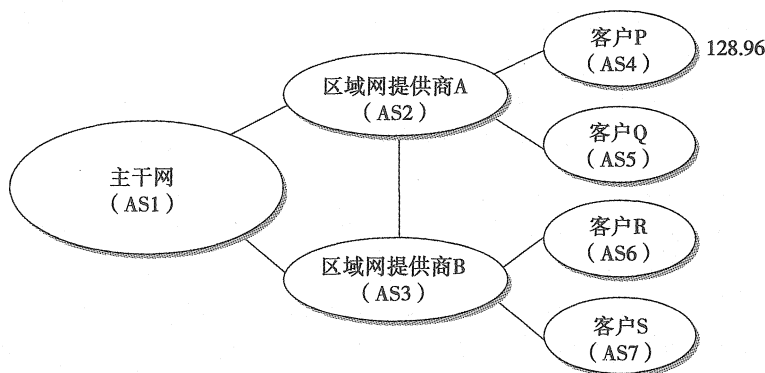 客户P
(AS4)
128.96
区域网提供商A
(AS2)
客户Q
(AS5)
主干网
(AS1)
客户R
(AS6)
区域网提供商B
(AS3)
客户S
(AS7)